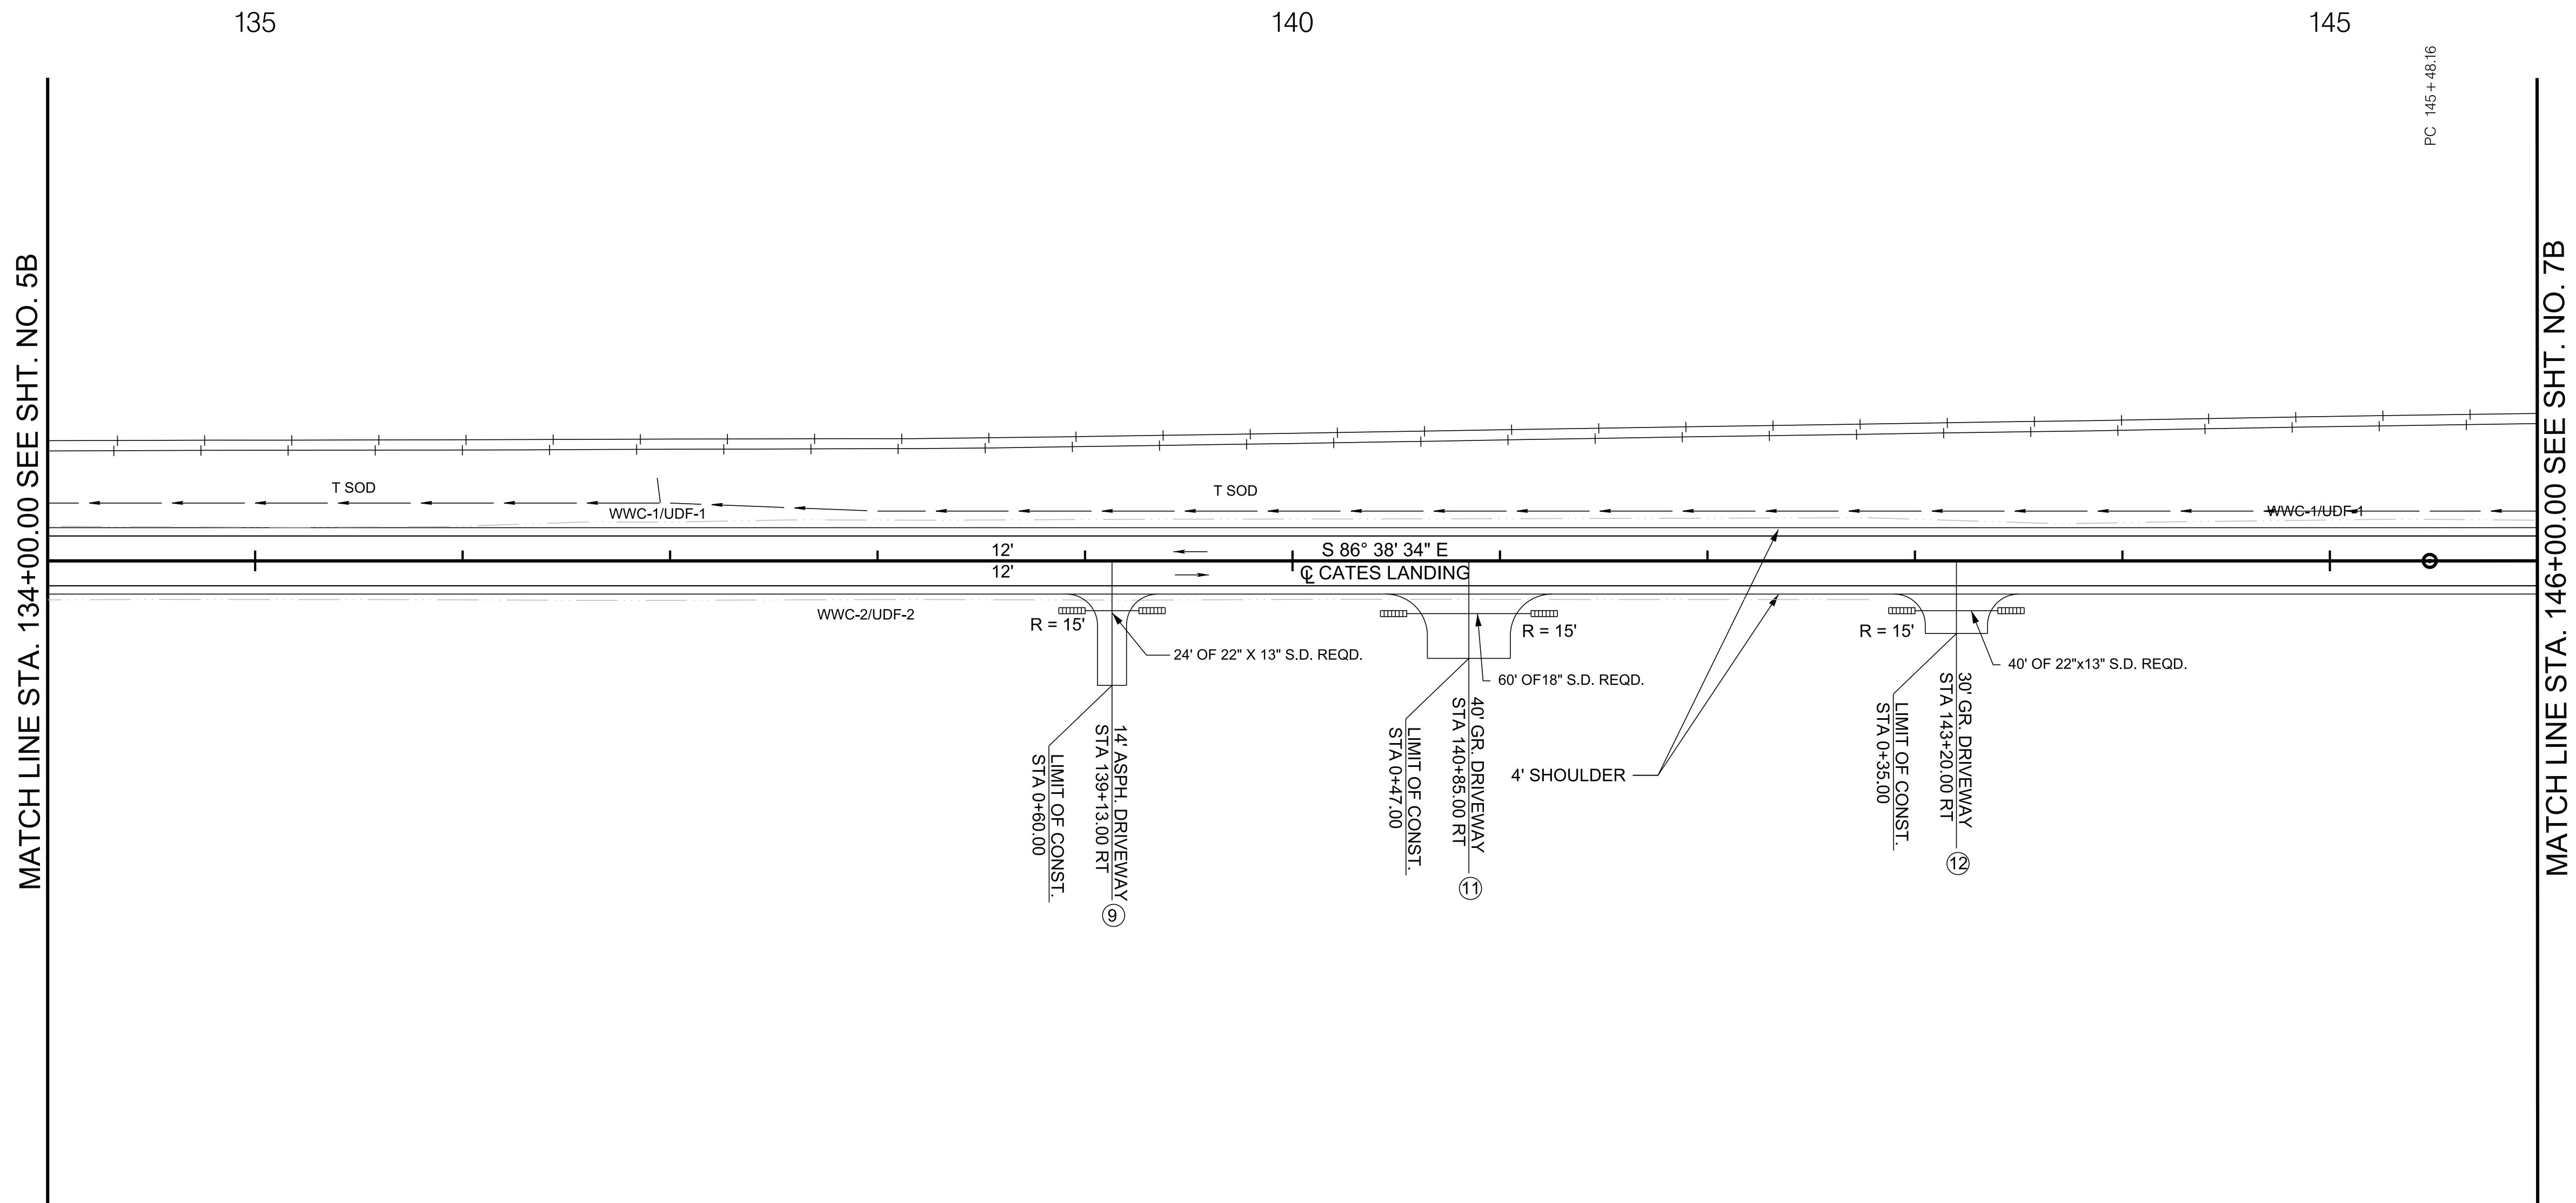 135
140
145
PC 145+48.16
MATCH LINE STA. 134+00.00 SEE SHT. NO. 5B
MATCH LINE STA. 146+00.00 SEE SHT. NO. 7B
T SOD
T SOD
WWC-1/UDF-1
WWC-1/UDF-1
12'
S 86° 38' 34" E
12'
℄ CATES LANDING
WWC-2/UDF-2
R = 15'
R = 15'
R = 15'
24' OF 22" X 13" S.D. REQD.
60' OF18" S.D. REQD.
40' OF 22"x13" S.D. REQD.
4' SHOULDER
LIMIT OF CONST.
STA 0+60.00
14' ASPH. DRIVEWAY
STA 139+13.00 RT
9
LIMIT OF CONST.
STA 0+47.00
40' GR. DRIVEWAY
STA 140+85.00 RT
11
LIMIT OF CONST.
STA 0+35.00
30' GR. DRIVEWAY
STA 143+20.00 RT
12